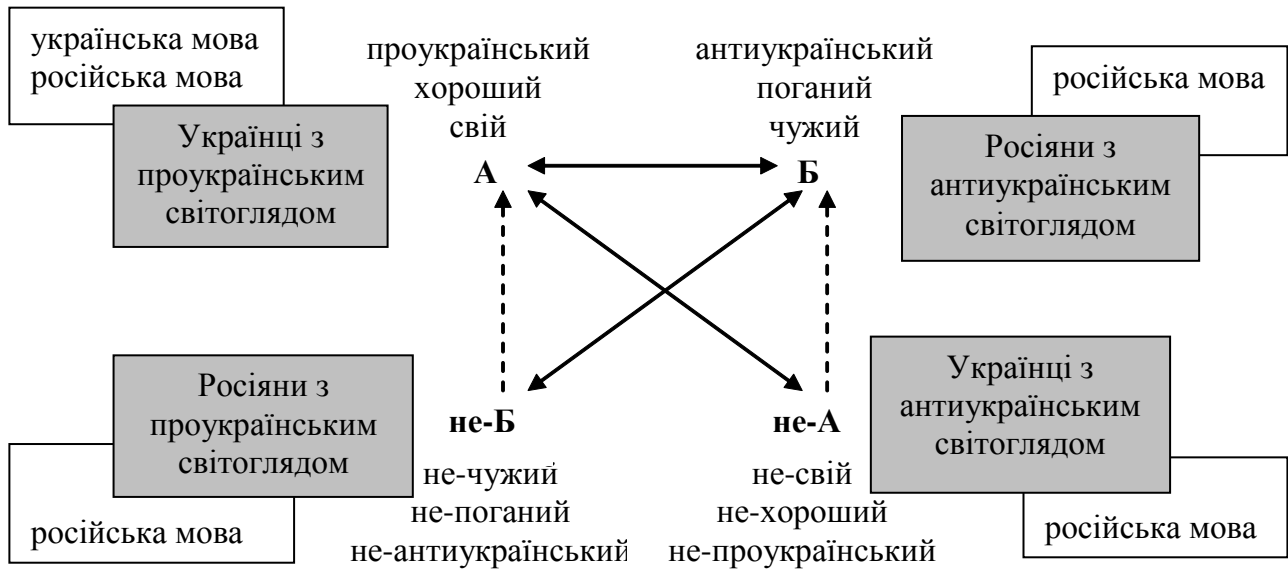 українська мова
російська мова
Українці з
проукраїнським
світоглядом
проукраїнський
хороший
свій
А
антиукраїнський
поганий
чужий
Б
російська мова
Росіяни з
антиукраїнським
світоглядом
Росіяни з
проукраїнським
світоглядом
російська мова
не-Б
не-чужий
не-поганий
не-антиукраїнський
не-А
не-свій
не-хороший
не-проукраїнський
Українці з
антиукраїнським
світоглядом
російська мова